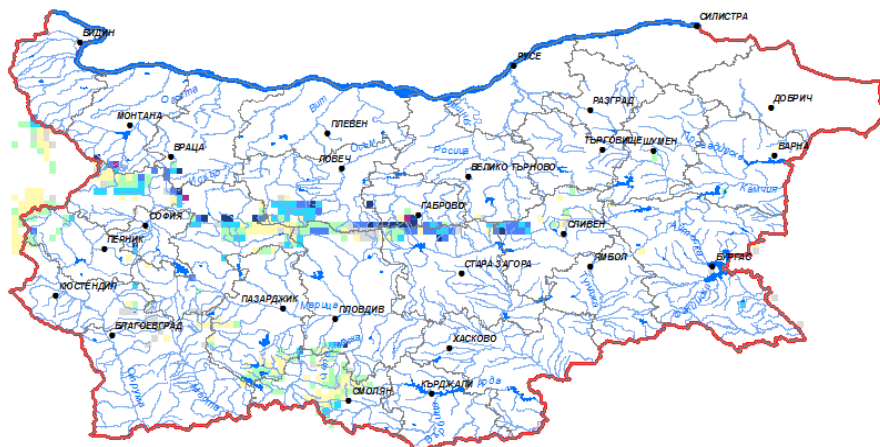 СИЛИСТРА
ВИДИН
РУСЕ
Огоста
Вит
РАЗГРАД
ДОБРИЧ
МОНТАНА
ПЛЕВЕН
ВРАЦА
Осъм
Росица
ТЪРГОВИЩЕ
ШУМЕН
ВАРНА
ЛОВЕЧ
Искър
ВЕЛИКО ТЪРНОВО
Камчия
ГАБРОВО
СОФИЯ
СЛИВЕН
ПЕРНИК
СТАРА ЗАГОРА
ЯМБОЛ
БУРГАС
Тунджа
КЮСТЕНДИЛ
ПАЗАРДЖИК
Марица
ПЛОВДИВ
БЛАГОЕВГРАД
ХАСКОВО
Струма
Места
СМОЛЯН
КЪРДЖАЛИ